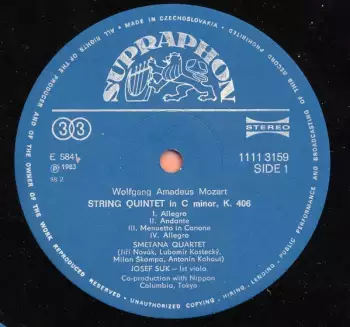 ALL RIGHTS OF THE PRODUCER AND OF THE OWNER OF THE WORK REPRODUCED RESERVED • UNAUTHORIZED COPYING - HIRING - LENDING - PUBLIC PERFORMANCE AND BROADCASTING OF THIS RECORD PROHIBITED
• MADE IN CZECHOSLOVAKIA •
SUPRAPHON
33
STEREO
E 584
1111 3159
℗ 1983
SIDE 1
Wolfgang Amadeus Mozart
STRING QUINTET in C minor, K. 406
I. Allegro
II. Andante
III. Menuetto in Canone
IV. Allegro
SMETANA QUARTET
(Jiří Novák, Lubomír Kostecký,
Milan Škampa, Antonín Kohout)
JOSEF SUK - Ist viola
Co-production with Nippon
Columbia, Tokyo